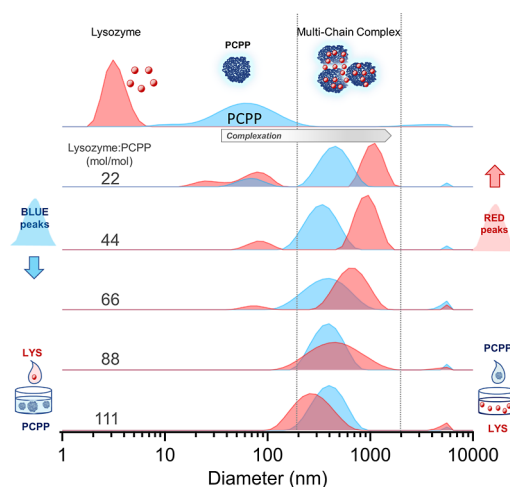 Lysozyme
PCPP
Multi-Chain Complex
PCPP
Complexation
Lysozyme:PCPP
(mol/mol)
22
44
66
88
111
BLUE
peaks
RED
peaks
LYS
PCPP
PCPP
LYS
1
10
100
1000
10000
Diameter (nm)